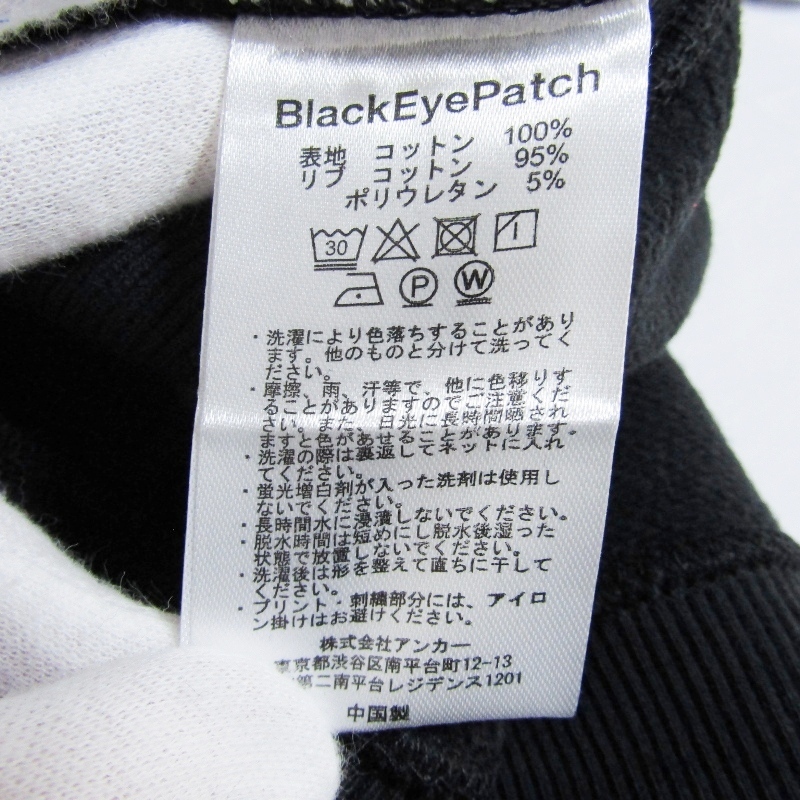 BlackEyePatch
表地 コットン 100%
リブ コットン 95%
ポリウレタン 5%
30
P
W
・洗濯により色落ちすることがあり
ます。他のものと分けて洗ってく
ださい。
・摩擦、雨、汗等で、他に色移りす
ることがありますのでご注意くだ
さい。また、日光に長時間晒され
ますと色があせることがあります。
・洗濯の際は裏返してネットに入れ
てください。
・蛍光増白剤が入った洗剤は使用し
ないでください。
・長時間水に浸漬しないでください。
・脱水時間は短めにし脱水後湿った
状態で放置しないでください。
・洗濯後は形を整えて直ちに干して
ください。
・プリント・刺繍部分には、アイロ
ン掛けはお避けください。
株式会社アンカー
東京都渋谷区南平台町12-13
第二南平台レジデンス1201
中国製